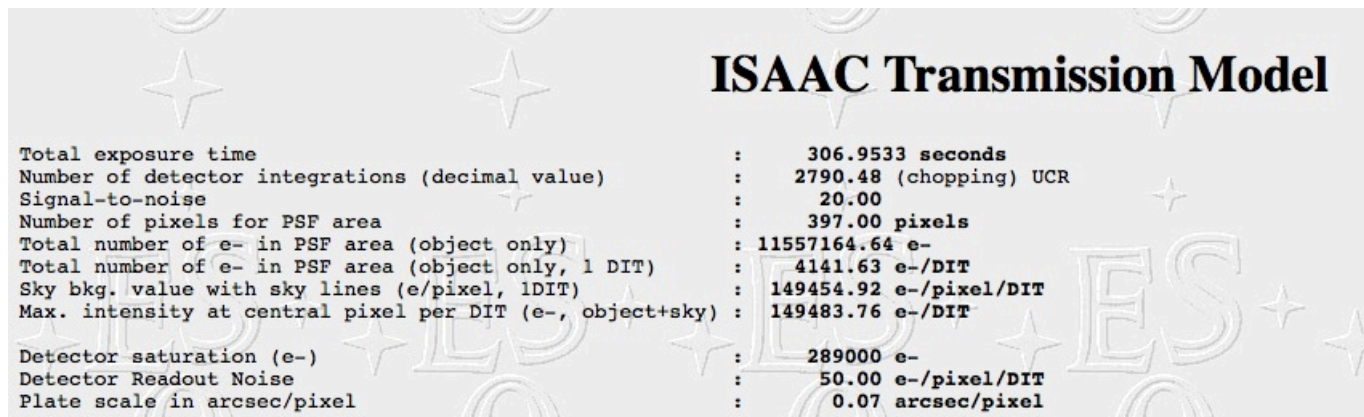 ISAAC Transmission Model
Total exposure time : 306.9533 seconds
Number of detector integrations (decimal value) : 2790.48 (chopping) UCR
Signal-to-noise : 20.00
Number of pixels for PSF area : 397.00 pixels
Total number of e- in PSF area (object only) : 11557164.64 e-
Total number of e- in PSF area (object only, 1 DIT) : 4141.63 e-/DIT
Sky bkg. value with sky lines (e/pixel, 1DIT) : 149454.92 e-/pixel/DIT
Max. intensity at central pixel per DIT (e-, object+sky) : 149483.76 e-/DIT
Detector saturation (e-) : 289000 e-
Detector Readout Noise : 50.00 e-/pixel/DIT
Plate scale in arcsec/pixel : 0.07 arcsec/pixel